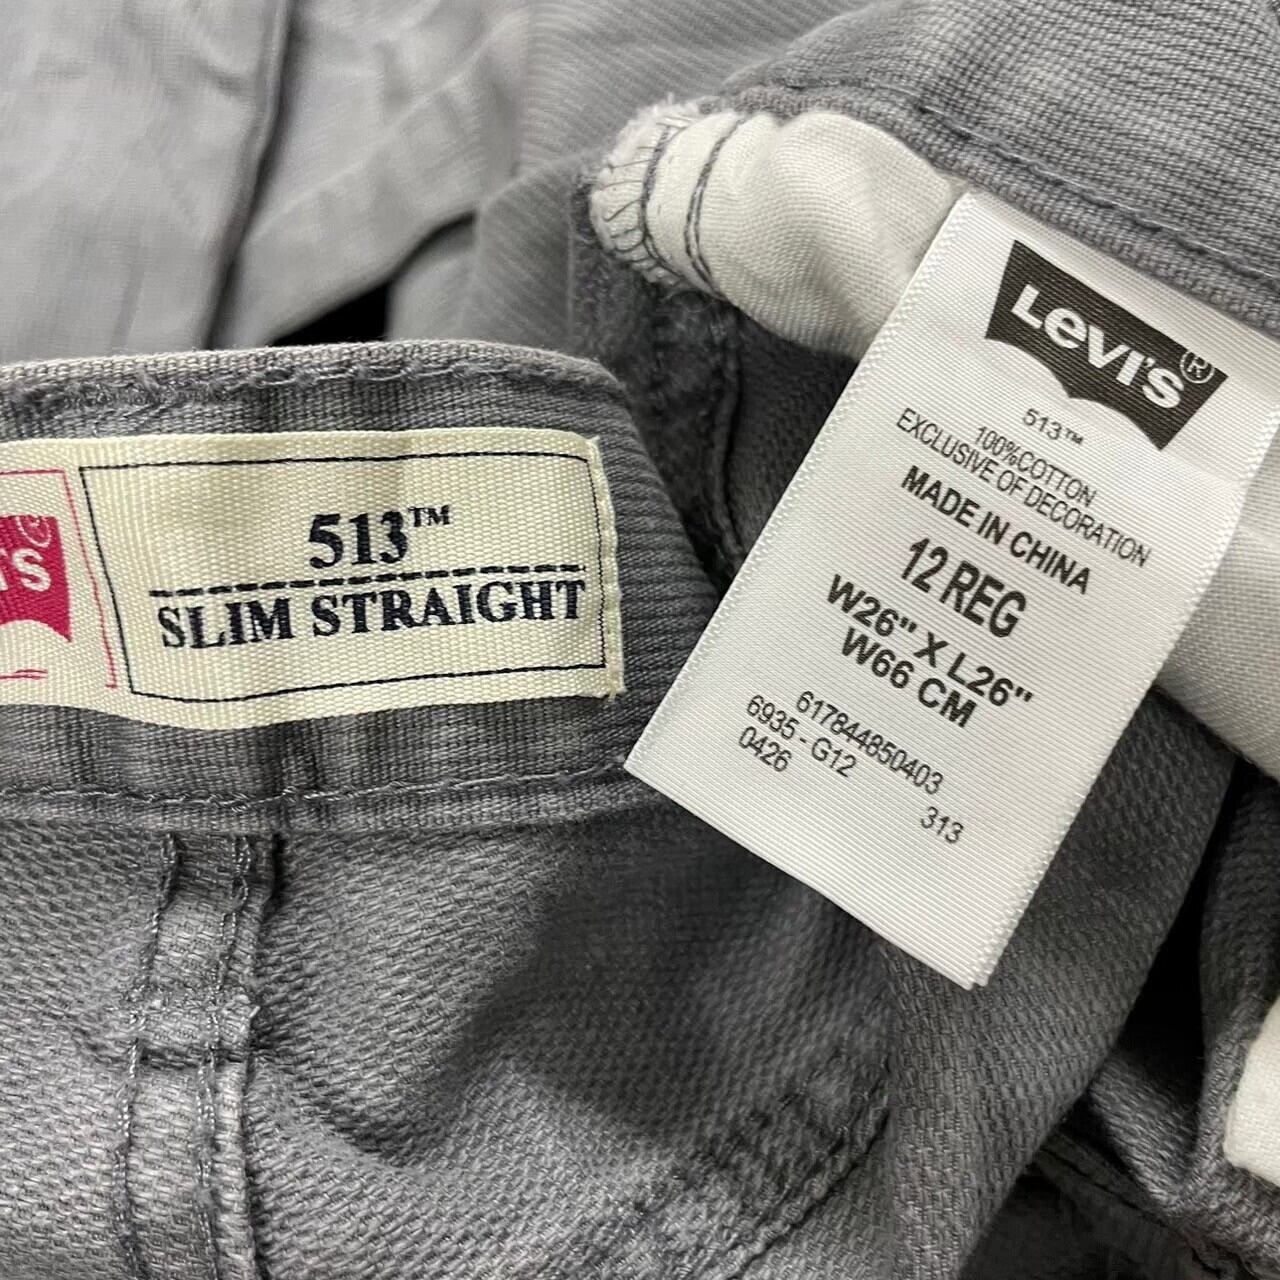 's®
513™
SLIM STRAIGHT
Levi's®
513™
100%COTTON
EXCLUSIVE OF DECORATION
MADE IN CHINA
12 REG
W26" X L26"
W66 CM
617844850403
6935 - G12
0426
313